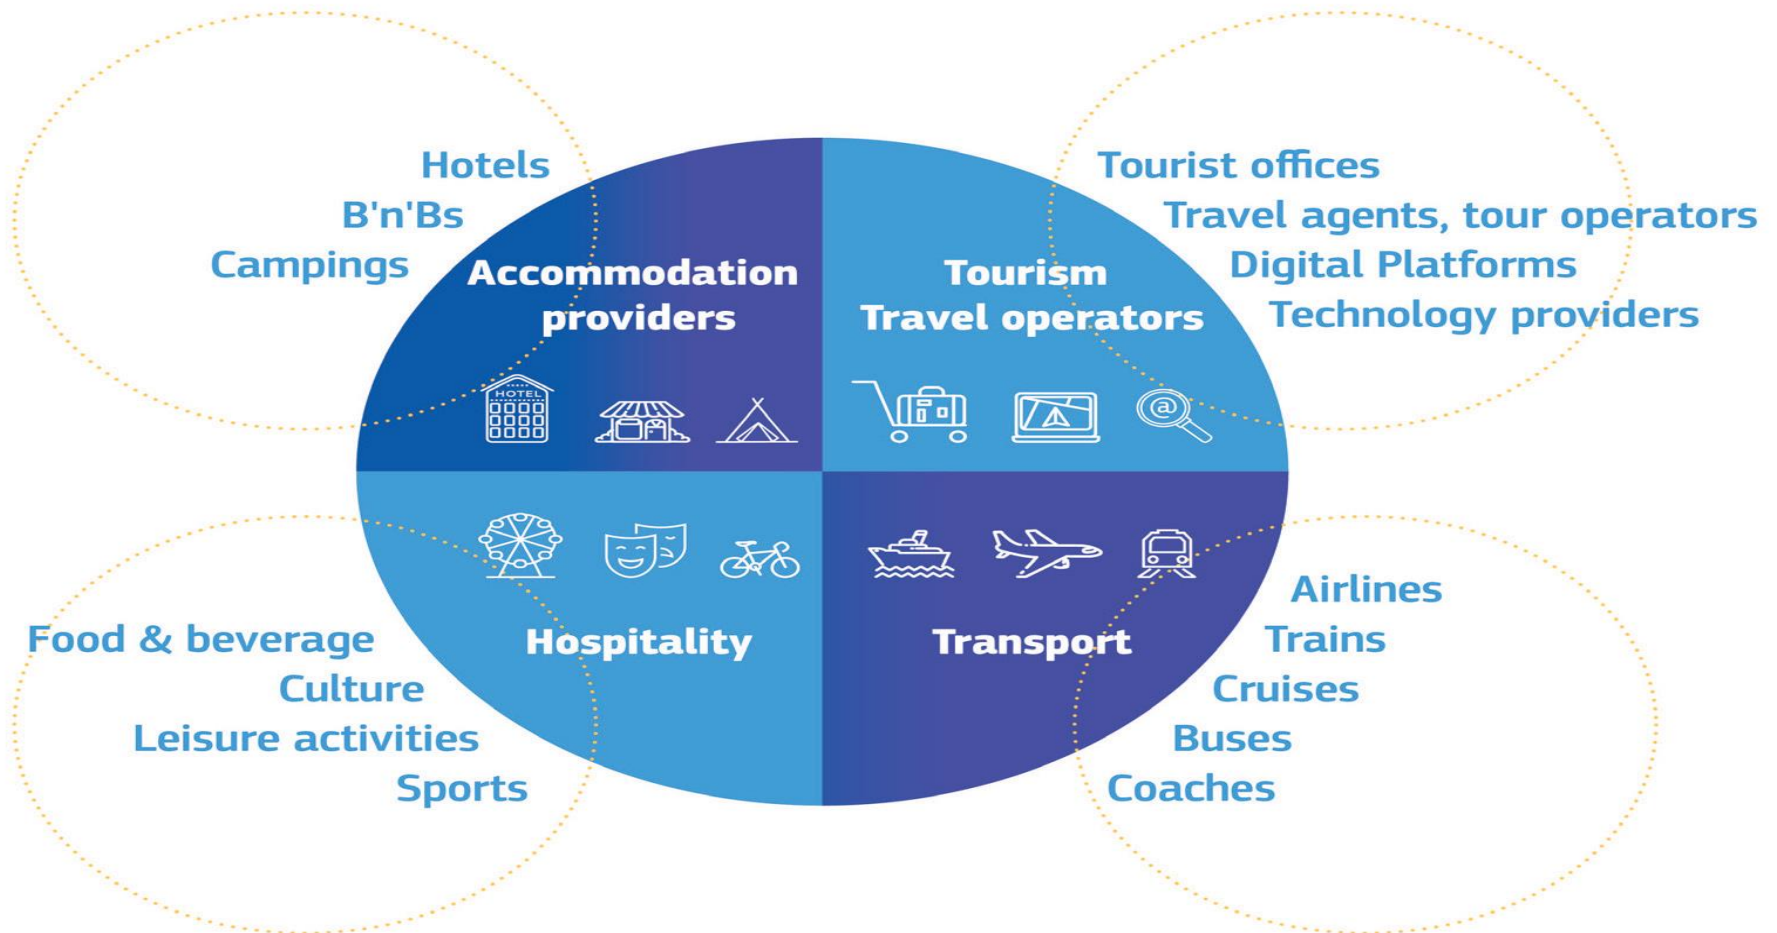 Hotels
B'n'Bs
Campings
Accommodation
providers
HOTEL
Tourism
Travel operators
Tourist offices
Travel agents, tour operators
Digital Platforms
Technology providers
@
Food & beverage
Culture
Leisure activities
Sports
Hospitality
Transport
Airlines
Trains
Cruises
Buses
Coaches